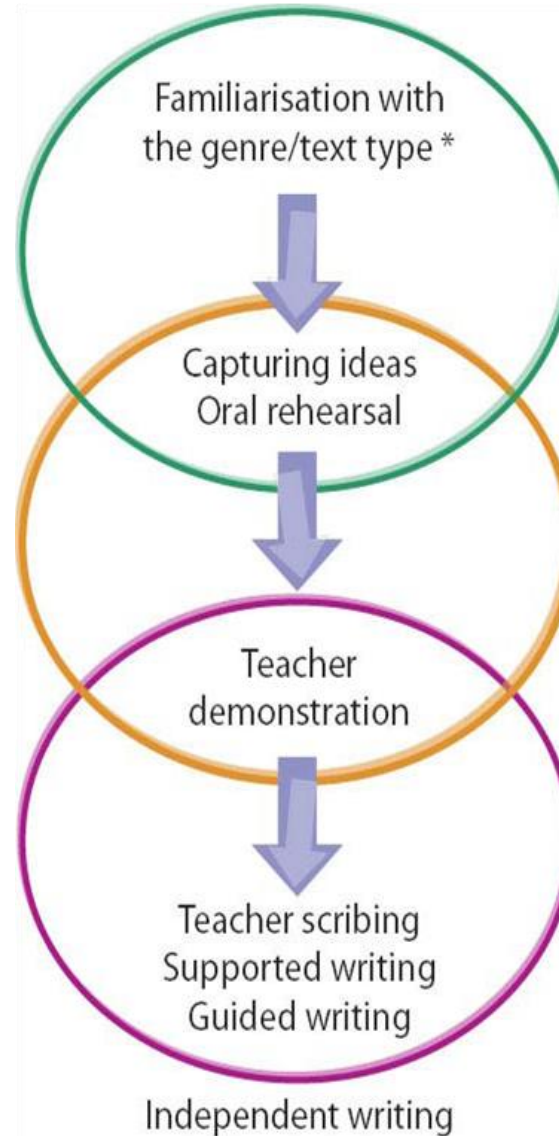 Familiarisation with
the genre/text type *
Capturing ideas
Oral rehearsal
Teacher
demonstration
Teacher scribing
Supported writing
Guided writing
Independent writing